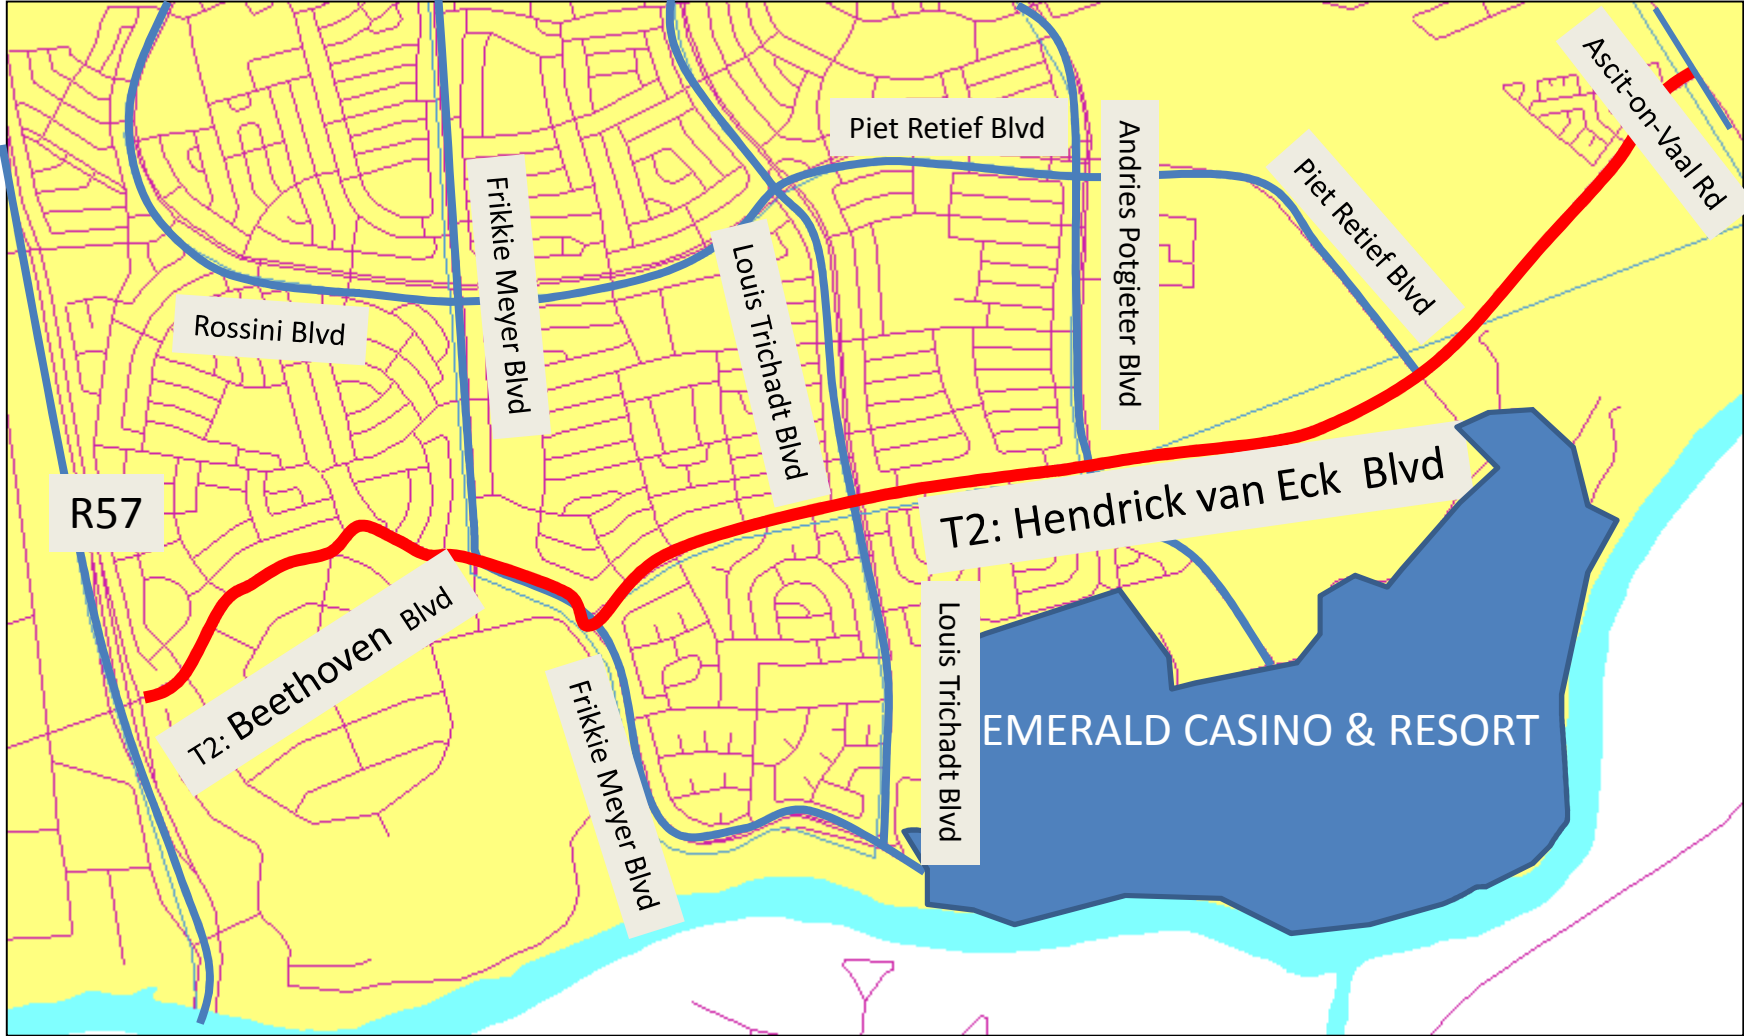 Ascit-on-Vaal Rd
Piet Retief Blvd
Andries Potgieter Blvd
Piet Retief Blvd
Frikkie Meyer Blvd
Louis Trichadt Blvd
Rossini Blvd
R57
T2: Hendrick van Eck Blvd
T2: Beethoven Blvd
Louis Trichadt Blvd
Frikkie Meyer Blvd
EMERALD CASINO & RESORT